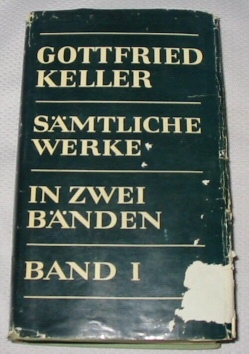 GOTTFRIED
KELLER
SÄMTLICHE
WERKE
IN ZWEI
BÄNDEN
BAND I